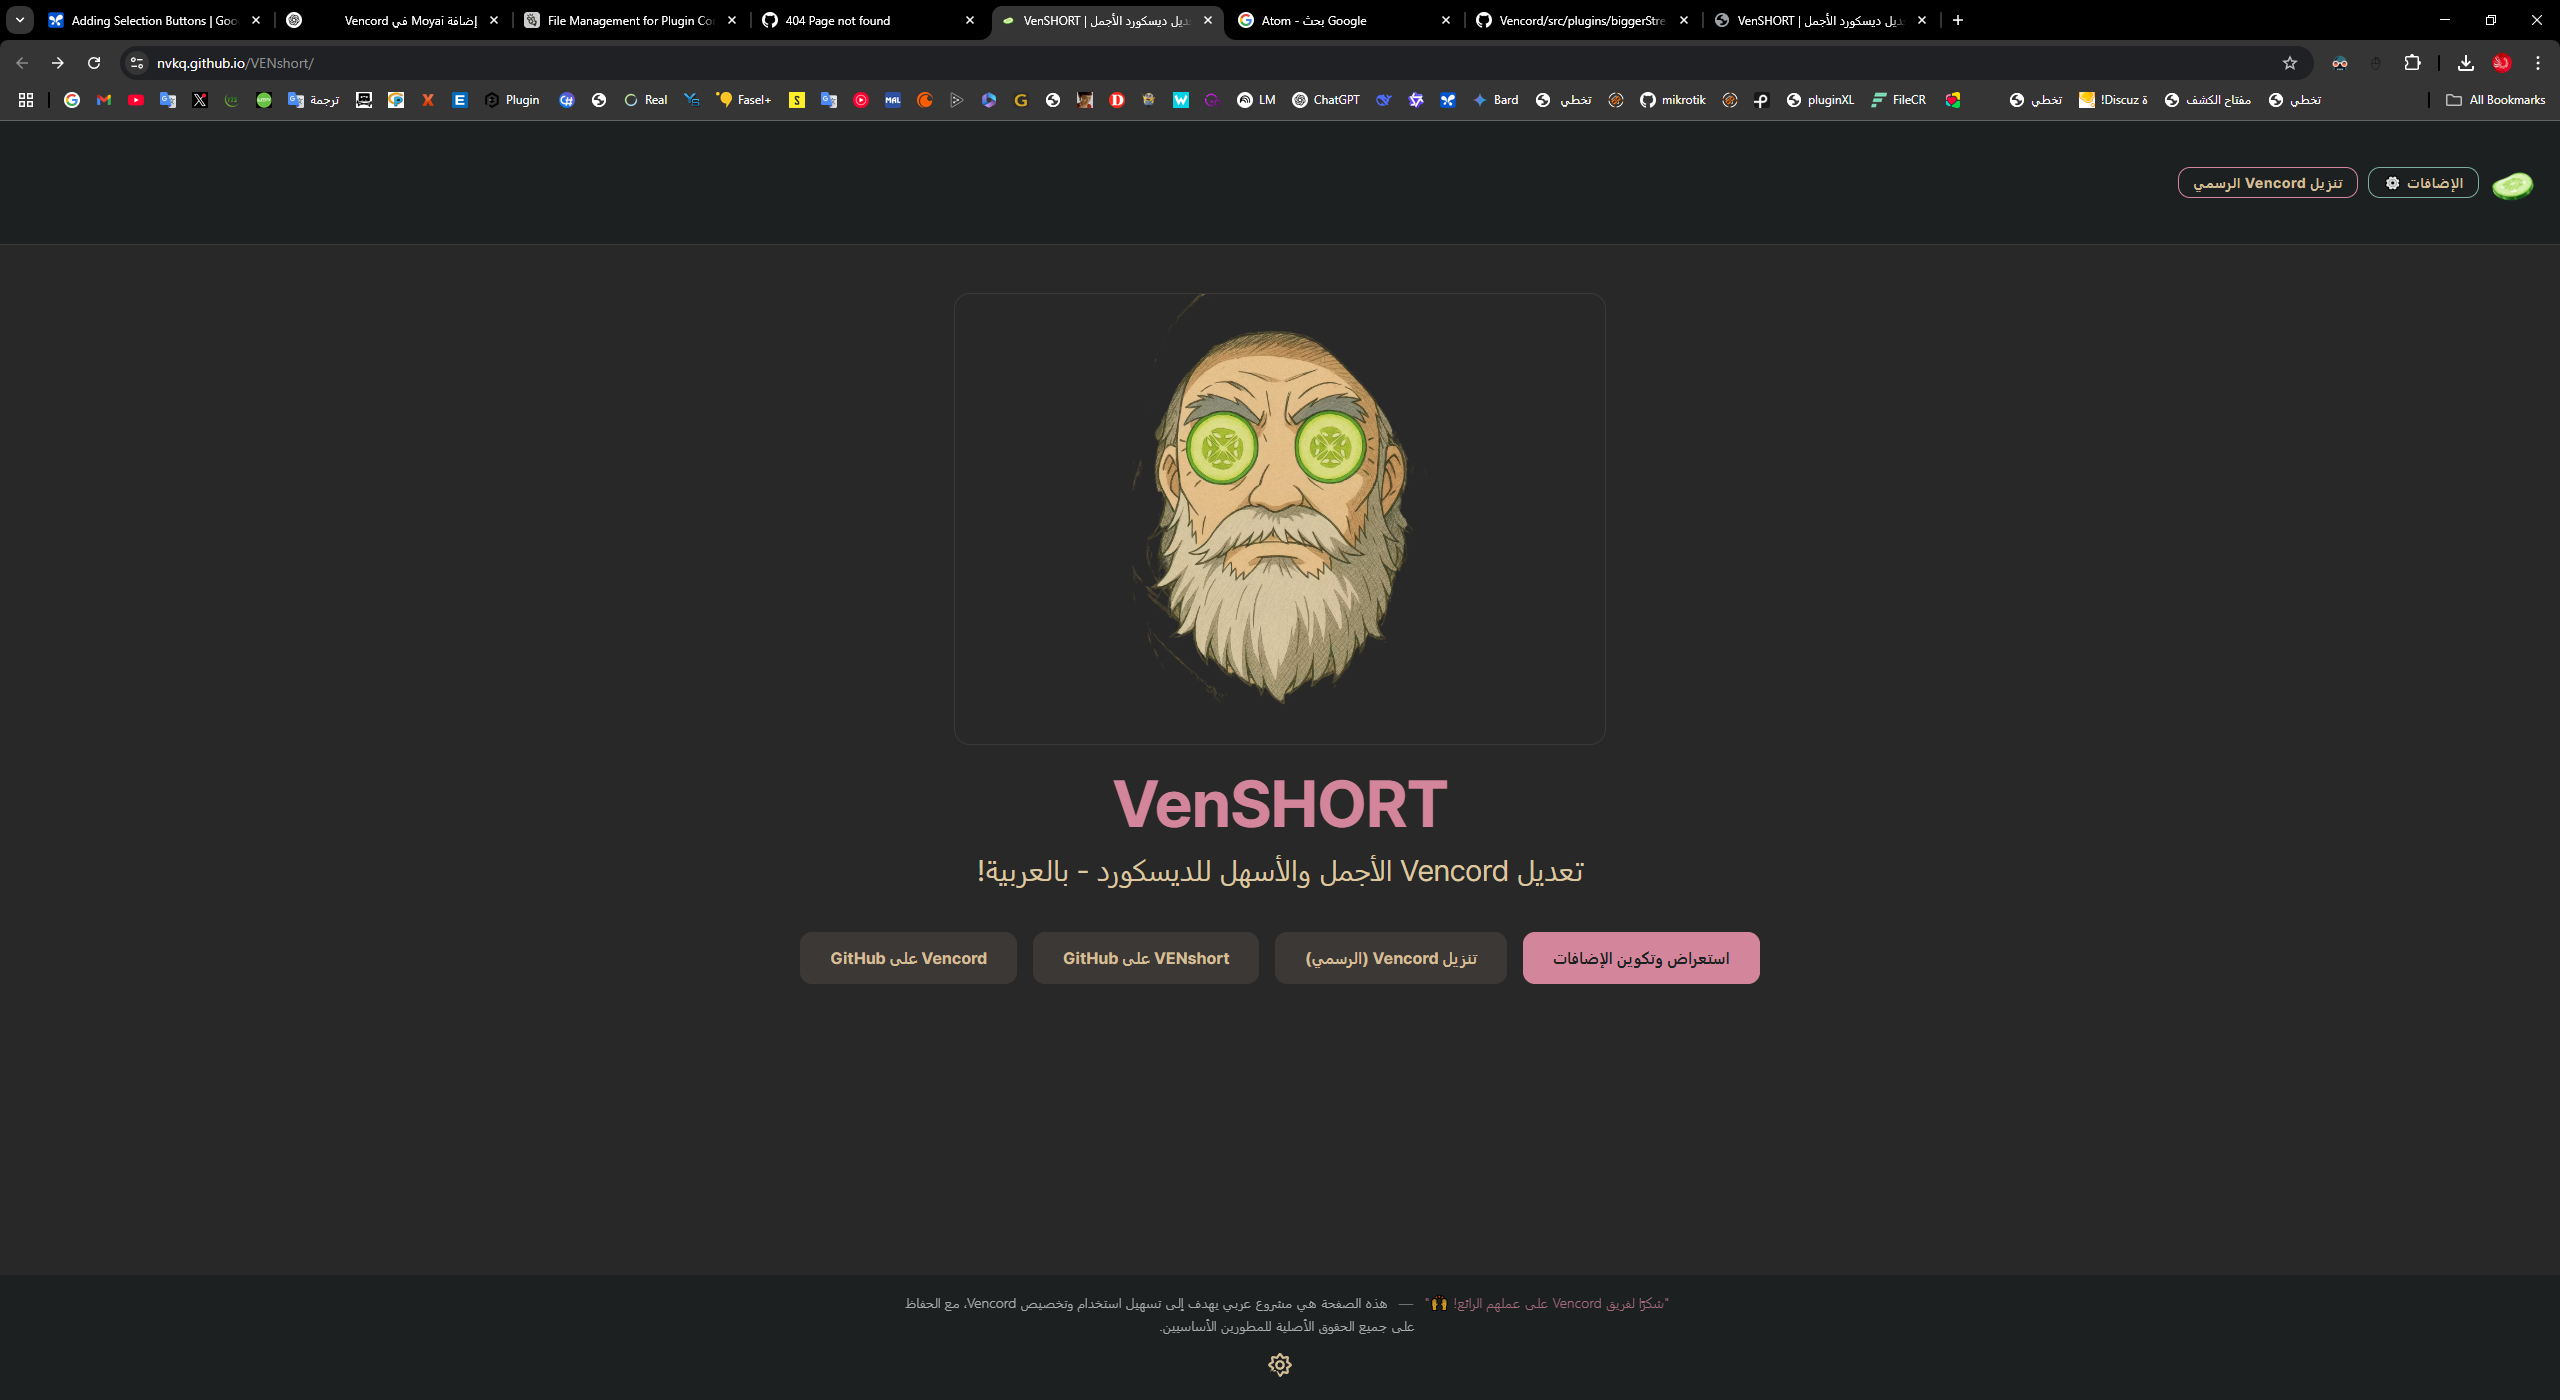 Adding Selection Buttons | Goo
إضافة Moyai في Vencord
File Management for Plugin Co
404 Page not found
VenSHORT | تعديل ديسكورد الأجمل
Atom - بحث Google
Vencord/src/plugins/biggerStre
VenSHORT | تعديل ديسكورد الأجمل
nvkq.github.io/VENshort/
ترجمة
Plugin
Real
Fasel+
LM
ChatGPT
Bard
تخطي
mikrotik
pluginXL
FileCR
تخطي
ة Discuz!
مفتاح الكشف
تخطي
All Bookmarks
الإضافات
تنزيل Vencord الرسمي
VenSHORT
تعديل Vencord الأجمل والأسهل للديسكورد - بالعربية!
استعراض وتكوين الإضافات
تنزيل Vencord (الرسمي)
VENshort على GitHub
Vencord على GitHub
"شكرًا لفريق Vencord على عملهم الرائع! 🙌" — هذه الصفحة هي مشروع عربي يهدف إلى تسهيل استخدام وتخصيص Vencord، مع الحفاظ
على جميع الحقوق الأصلية للمطورين الأساسيين.